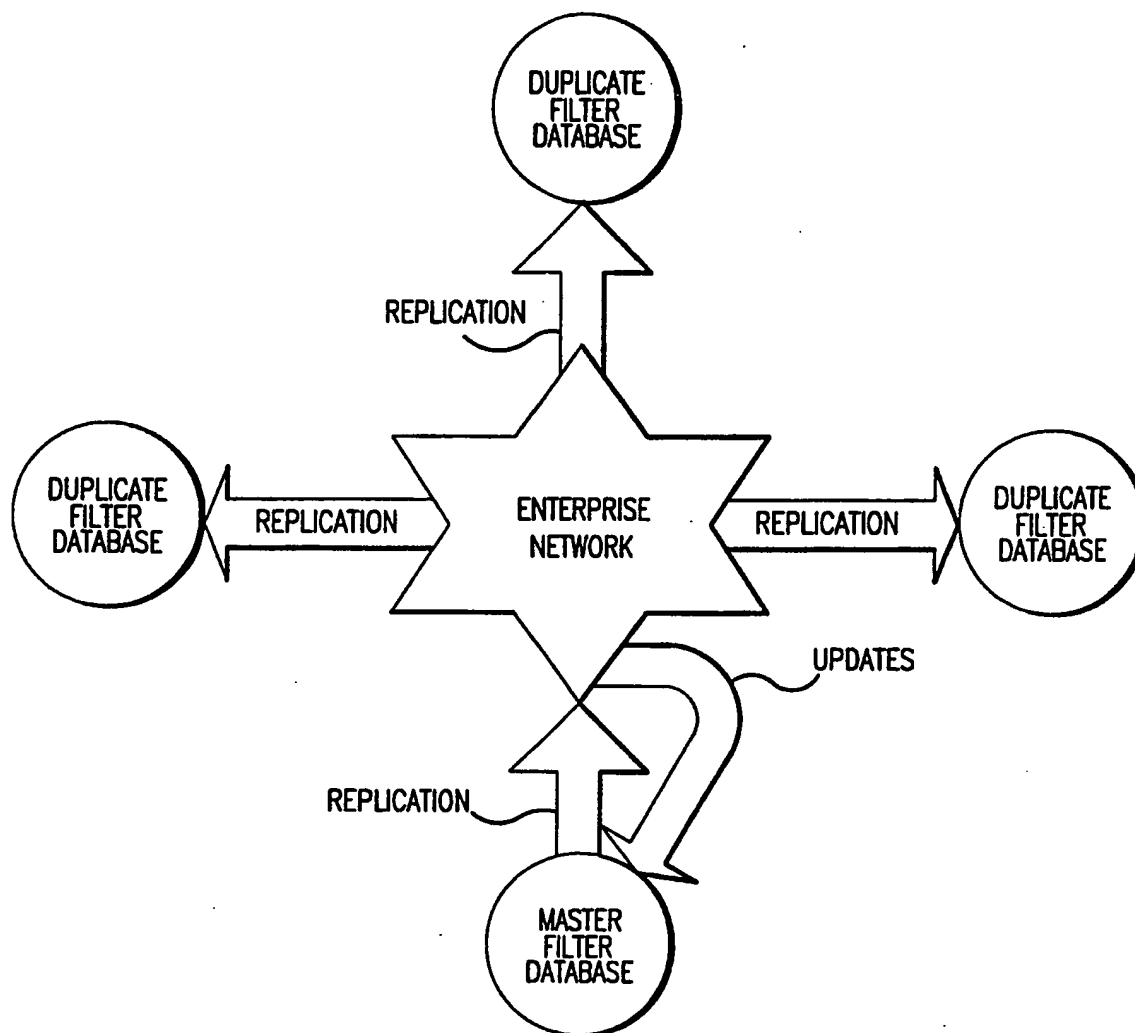 DUPLICATE
FILTER
DATABASE
REPLICATION
DUPLICATE
FILTER
DATABASE
REPLICATION
ENTERPRISE
NETWORK
REPLICATION
DUPLICATE
FILTER
DATABASE
UPDATES
REPLICATION
MASTER
FILTER
DATABASE